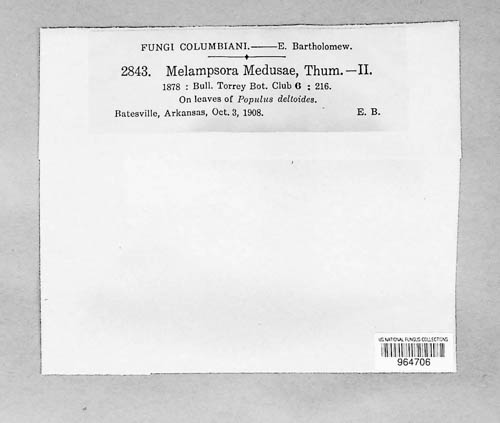 FUNGI COLUMBIANI.——E. Bartholomew.
2843. Melampsora Medusae, Thum.—II.
1878 : Bull. Torrey Bot. Club 6 : 216.
On leaves of Populus deltoides.
Batesville, Arkansas, Oct. 3, 1908. E. B.
US NATIONAL FUNGUS COLLECTIONS
964706